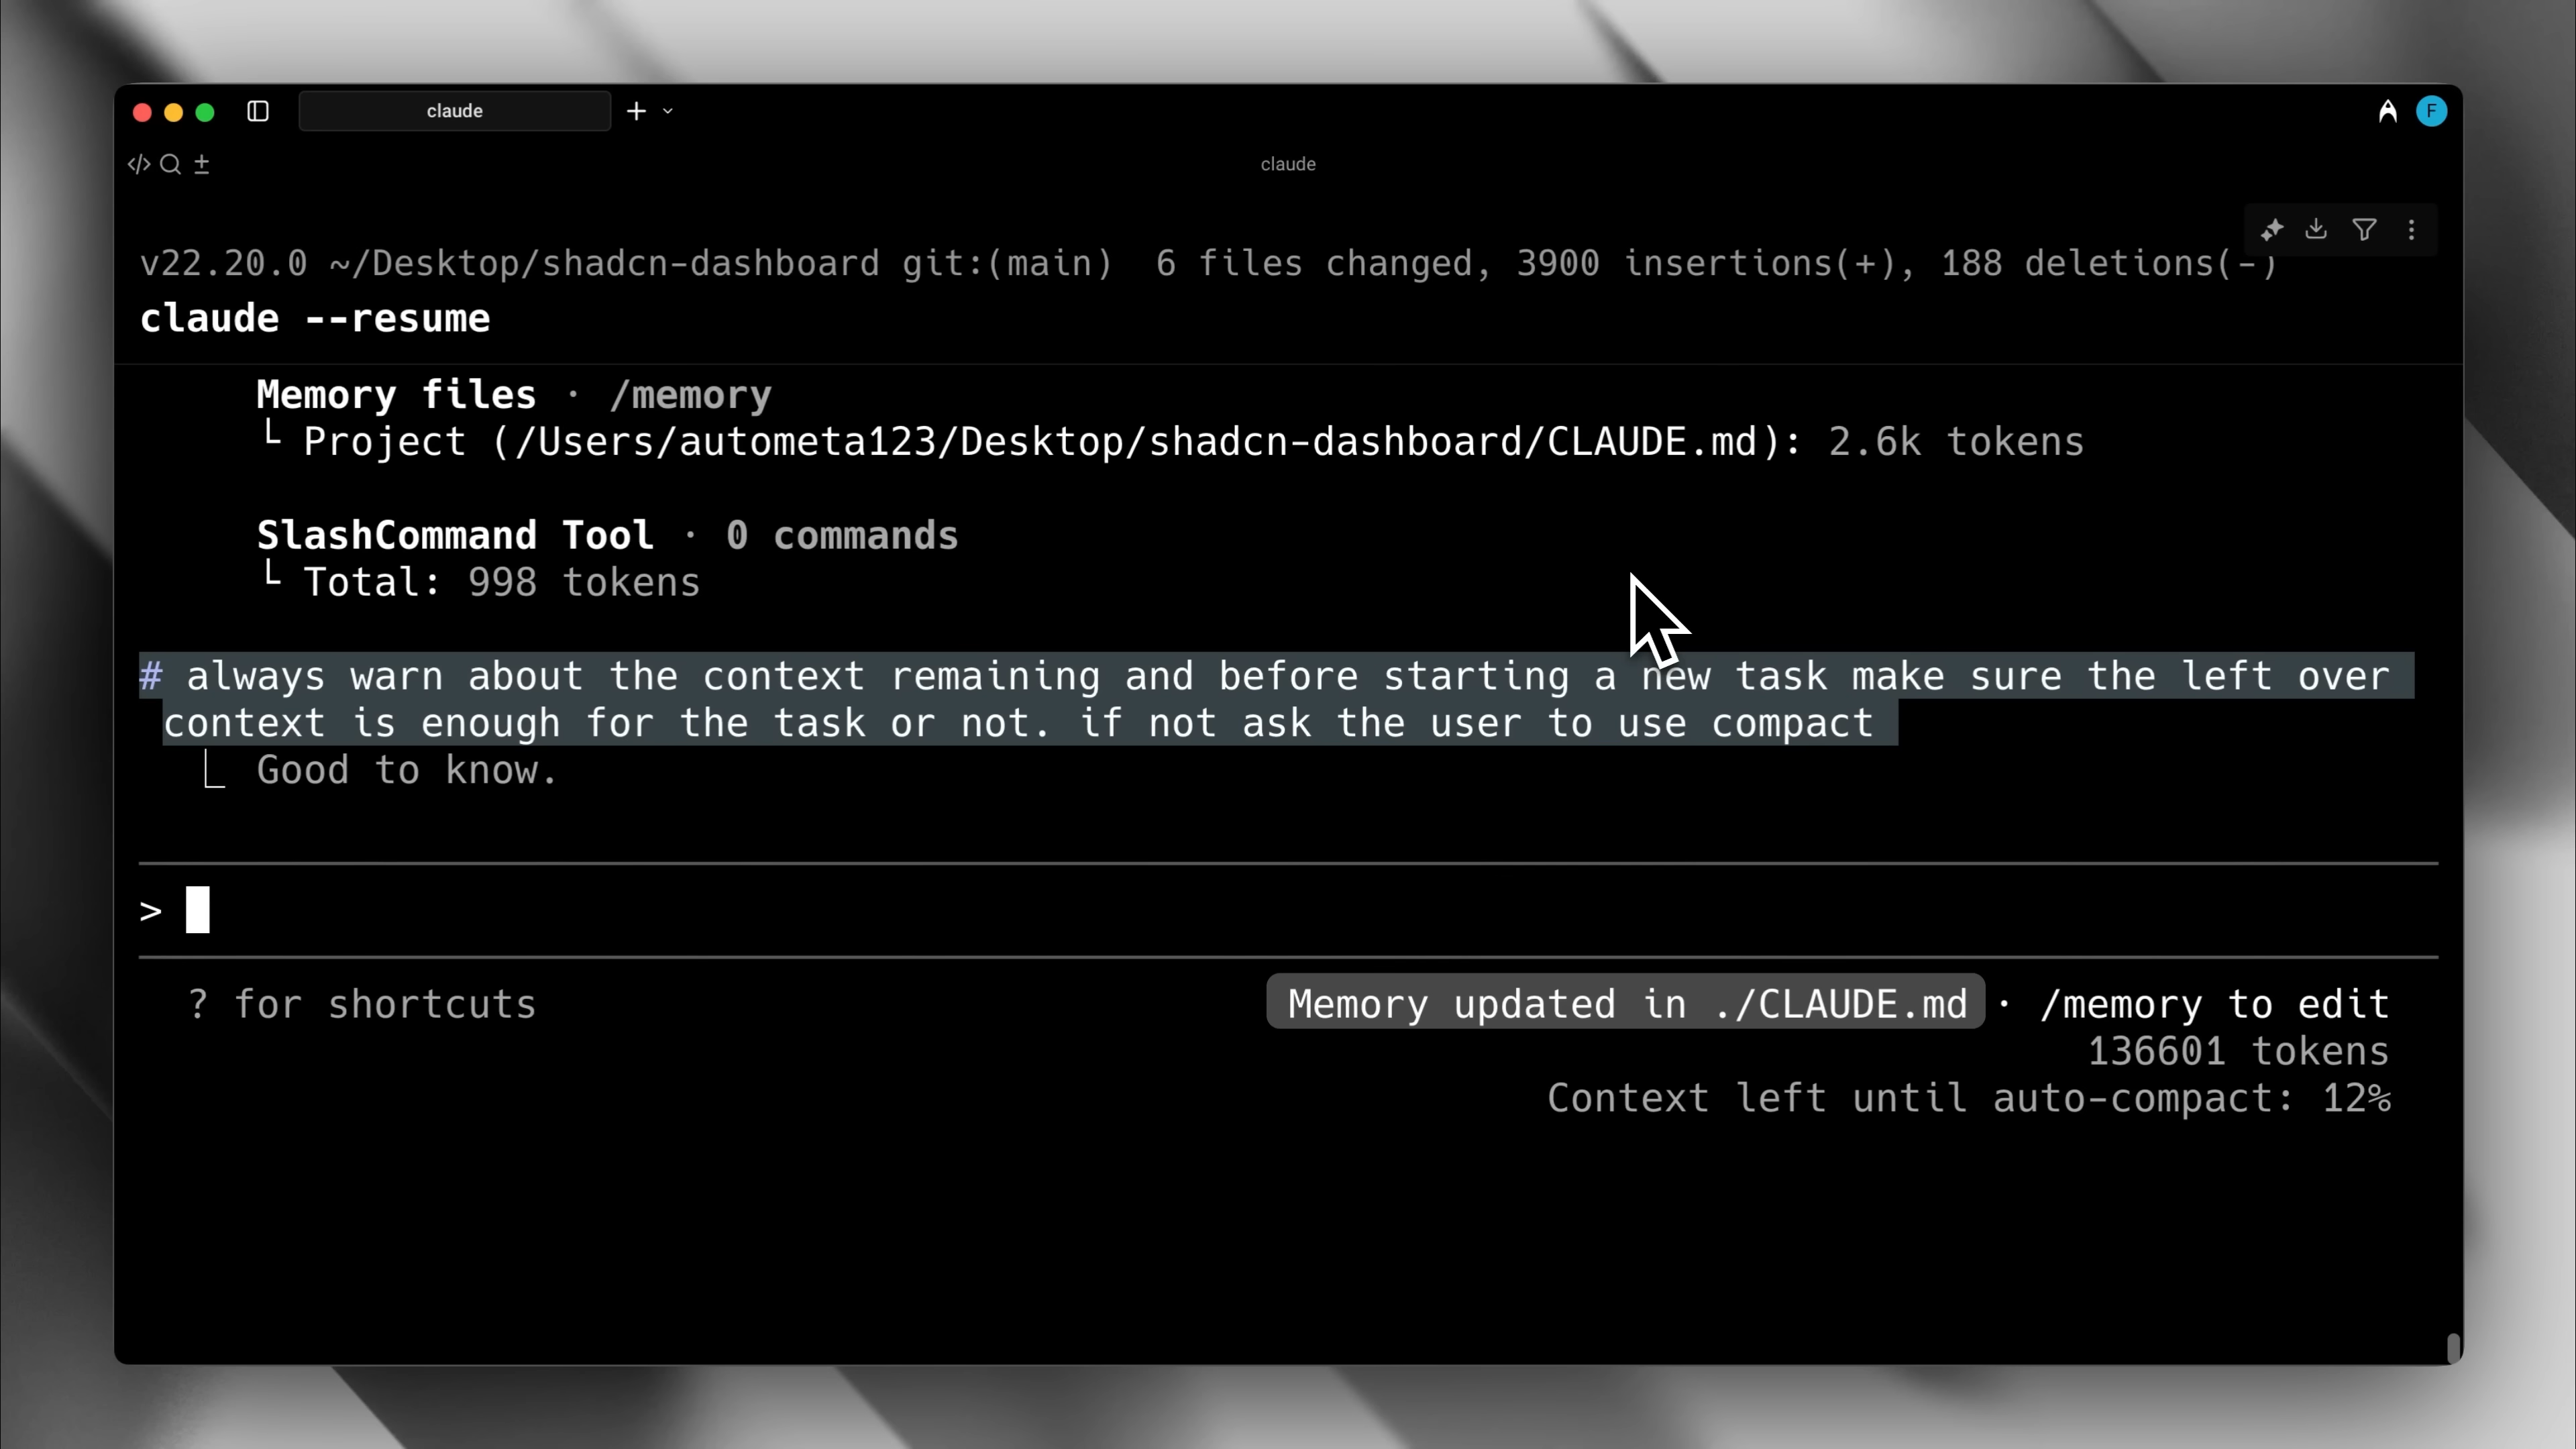 claude
F
claude
v22.20.0 ~/Desktop/shadcn-dashboard git:(main)  6 files changed, 3900 insertions(+), 188 deletions(-)
claude --resume
Memory files · /memory
└ Project (/Users/autometa123/Desktop/shadcn-dashboard/CLAUDE.md): 2.6k tokens
SlashCommand Tool · 0 commands
└ Total: 998 tokens
# always warn about the context remaining and before starting a new task make sure the left over
context is enough for the task or not. if not ask the user to use compact
⎿ Good to know.
>
? for shortcuts
Memory updated in ./CLAUDE.md · /memory to edit
136601 tokens
Context left until auto-compact: 12%